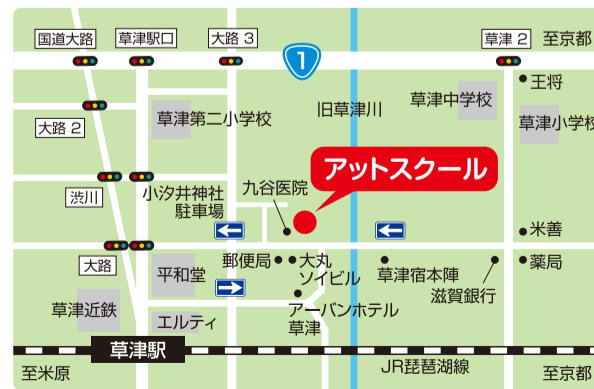 国道大路
草津駅口
大路 3
1
草津 2
至京都
王将
草津中学校
旧草津川
草津第二小学校
草津小学校
大路 2
アットスクール
渋川
小汐井神社
駐車場
九谷医院
米善
大路
平和堂
郵便局
大丸
ソイビル
草津宿本陣
滋賀銀行
薬局
草津近鉄
エルティ
アーバンホテル
草津
草津駅
JR琵琶湖線
至米原
至京都